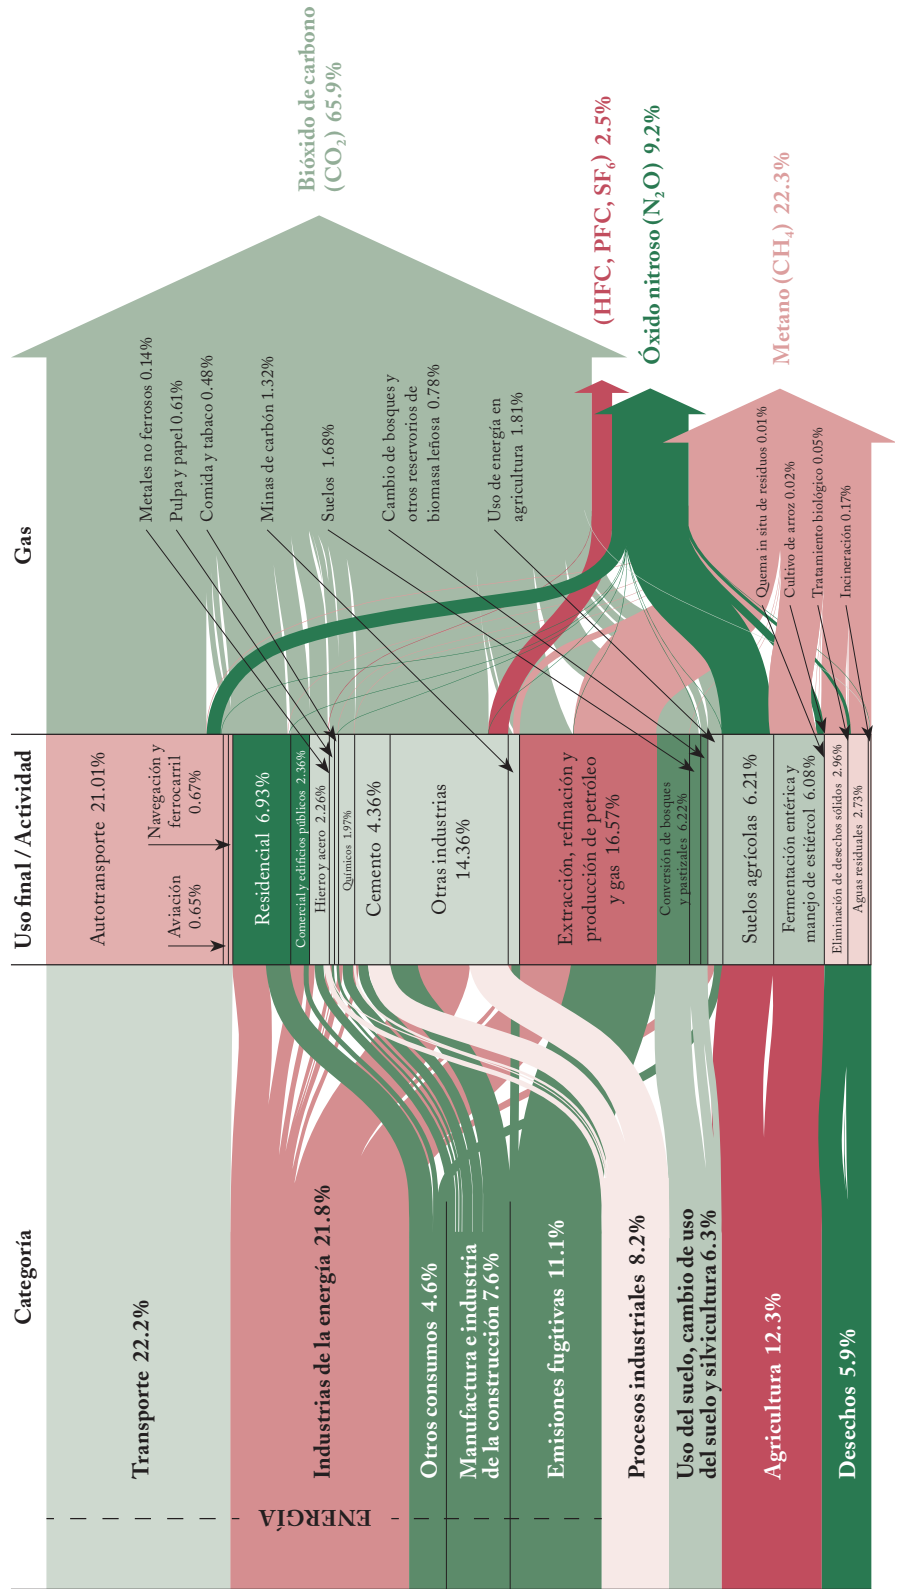 Categoría
Uso final / Actividad
Gas
ENERGÍA
Transporte 22.2%
Industrias de la energía 21.8%
Otros consumos 4.6%
Manufactura e industria
de la construcción 7.6%
Emisiones fugitivas 11.1%
Procesos industriales 8.2%
Uso del suelo, cambio de uso
del suelo y silvicultura 6.3%
Agricultura 12.3%
Desechos 5.9%
Autotransporte 21.01%
Aviación
0.65%
Navegación y
ferrocarril
0.67%
Residencial 6.93%
Comercial y edificios públicos 2.36%
Hierro y acero 2.26%
Químicos 1.97%
Cemento 4.36%
Otras industrias
14.36%
Extracción, refinación y
producción de petróleo
y gas 16.57%
Conversión de bosques
y pastizales 6.22%
Suelos agrícolas 6.21%
Fermentación entérica y
manejo de estiércol 6.08%
Eliminación de desechos sólidos 2.96%
Aguas residuales 2.73%
Metales no ferrosos 0.14%
Pulpa y papel 0.61%
Comida y tabaco 0.48%
Minas de carbón 1.32%
Suelos 1.68%
Cambio de bosques y
otros reservorios de
biomasa leñosa 0.78%
Uso de energía en
agricultura 1.81%
Quema in situ de residuos 0.01%
Cultivo de arroz 0.02%
Tratamiento biológico 0.05%
Incineración 0.17%
Bióxido de carbono
(CO₂) 65.9%
(HFC, PFC, SF₆) 2.5%
Óxido nitroso (N₂O) 9.2%
Metano (CH₄) 22.3%